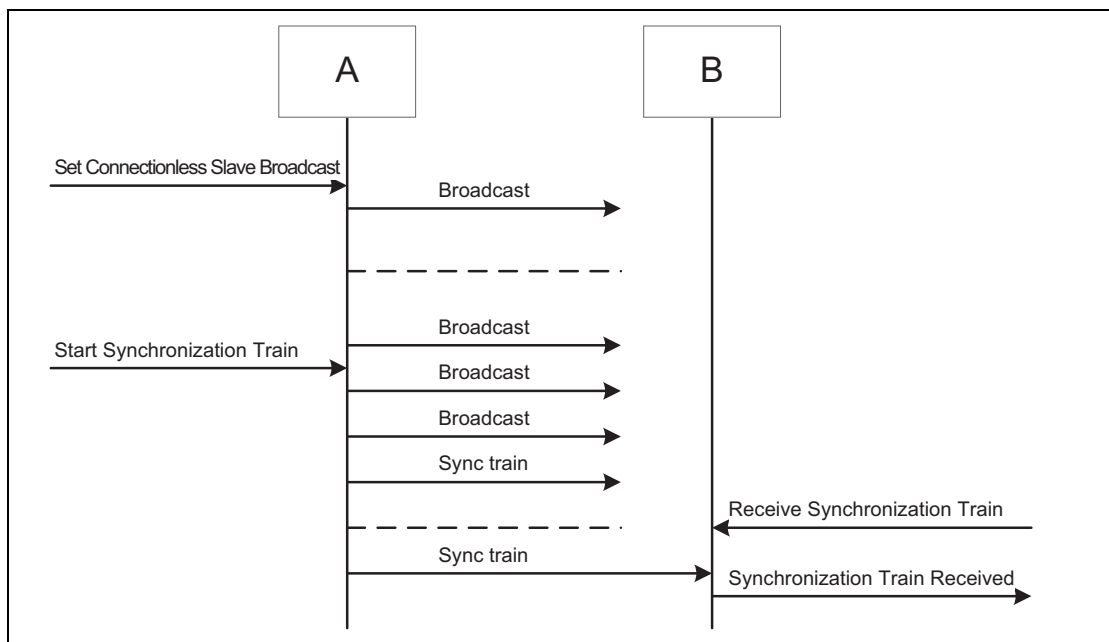 A
B
Set Connectionless Slave Broadcast
Broadcast
Broadcast
Start Synchronization Train
Broadcast
Broadcast
Sync train
Receive Synchronization Train
Sync train
Synchronization Train Received